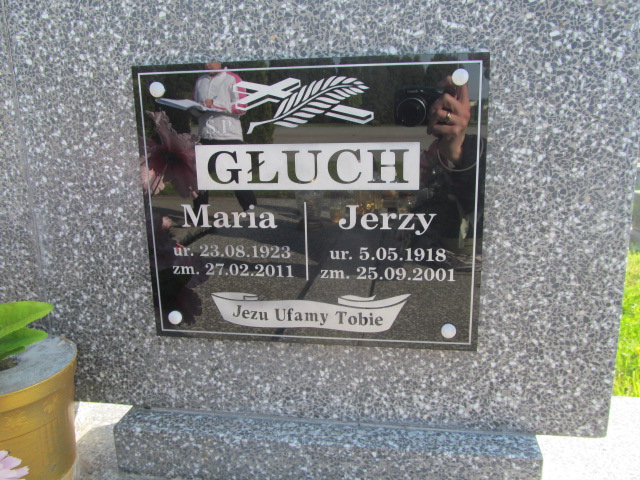 Ś.P.
GŁUCH
Maria
ur. 23.08.1923
zm. 27.02.2011
Jerzy
ur. 5.05.1918
zm. 25.09.2001
Jezu Ufamy Tobie